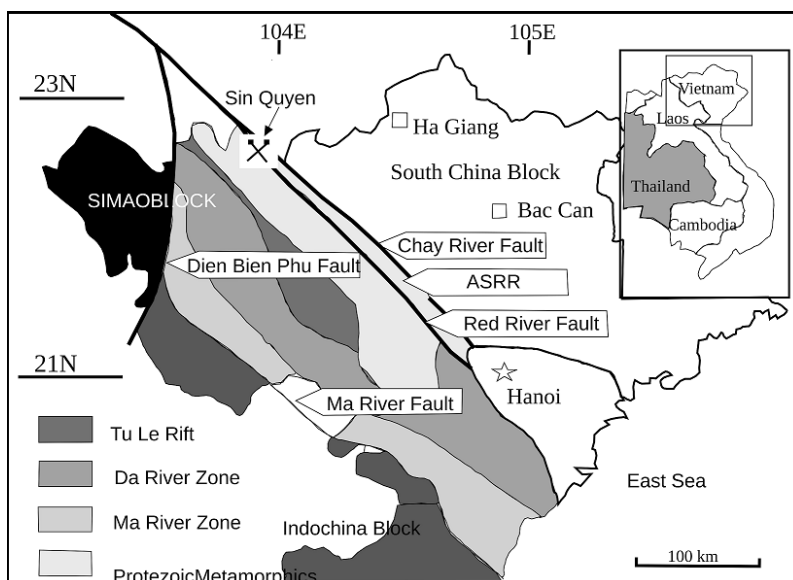 104E
105E
23N
Sin Quyen
Vietnam
Ha Giang
Laos
South China Block
Thailand
SIMAOBLOCK
Bac Can
Cambodia
Chay River Fault
Dien Bien Phu Fault
ASRR
Red River Fault
21N
Hanoi
Ma River Fault
Tu Le Rift
Da River Zone
East Sea
Ma River Zone
Indochina Block
100 km
ProtezoicMetamorphics